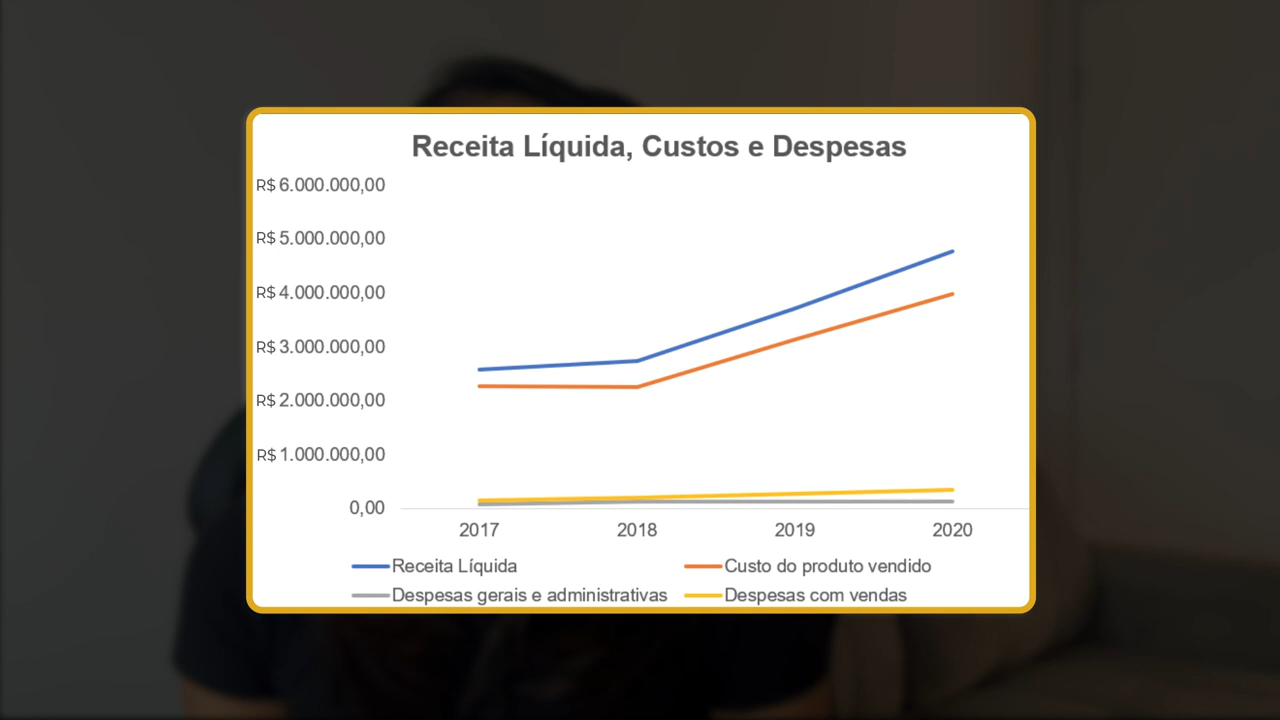 Receita Líquida, Custos e Despesas
R$ 6.000.000,00
R$ 5.000.000,00
R$ 4.000.000,00
R$ 3.000.000,00
R$ 2.000.000,00
R$ 1.000.000,00
0,00
2017 2018 2019 2020
Receita Líquida Custo do produto vendido
Despesas gerais e administrativas Despesas com vendas